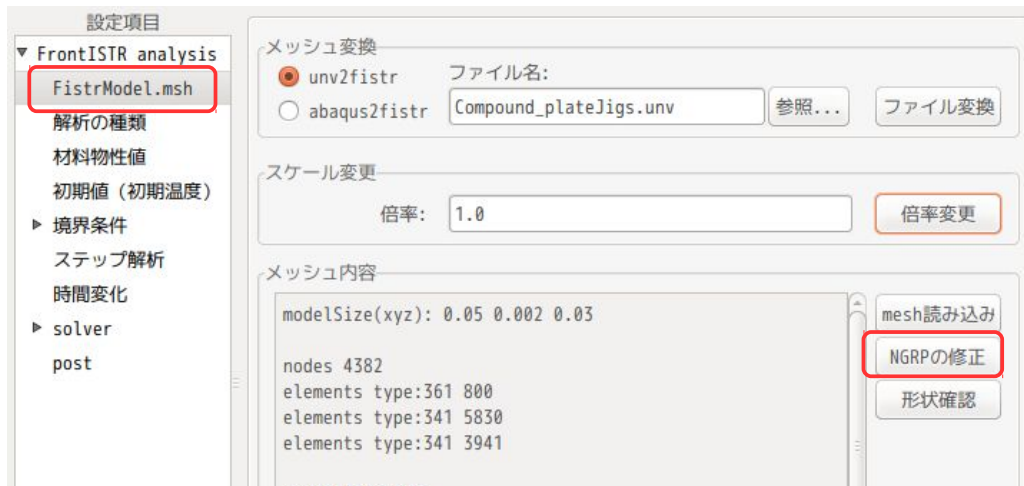 設定項目
FrontISTR analysis
FistrModel.msh
解析の種類
材料物性値
初期値（初期温度）
境界条件
ステップ解析
時間変化
solver
post
メッシュ変換
unv2fistr
ファイル名:
abaqus2fistr
Compound_plateJigs.unv
参照...
ファイル変換
スケール変更
倍率:
1.0
倍率変更
メッシュ内容
modelSize(xyz): 0.05 0.002 0.03
nodes 4382
elements type:361 800
elements type:341 5830
elements type:341 3941
mesh読み込み
NGRPの修正
形状確認